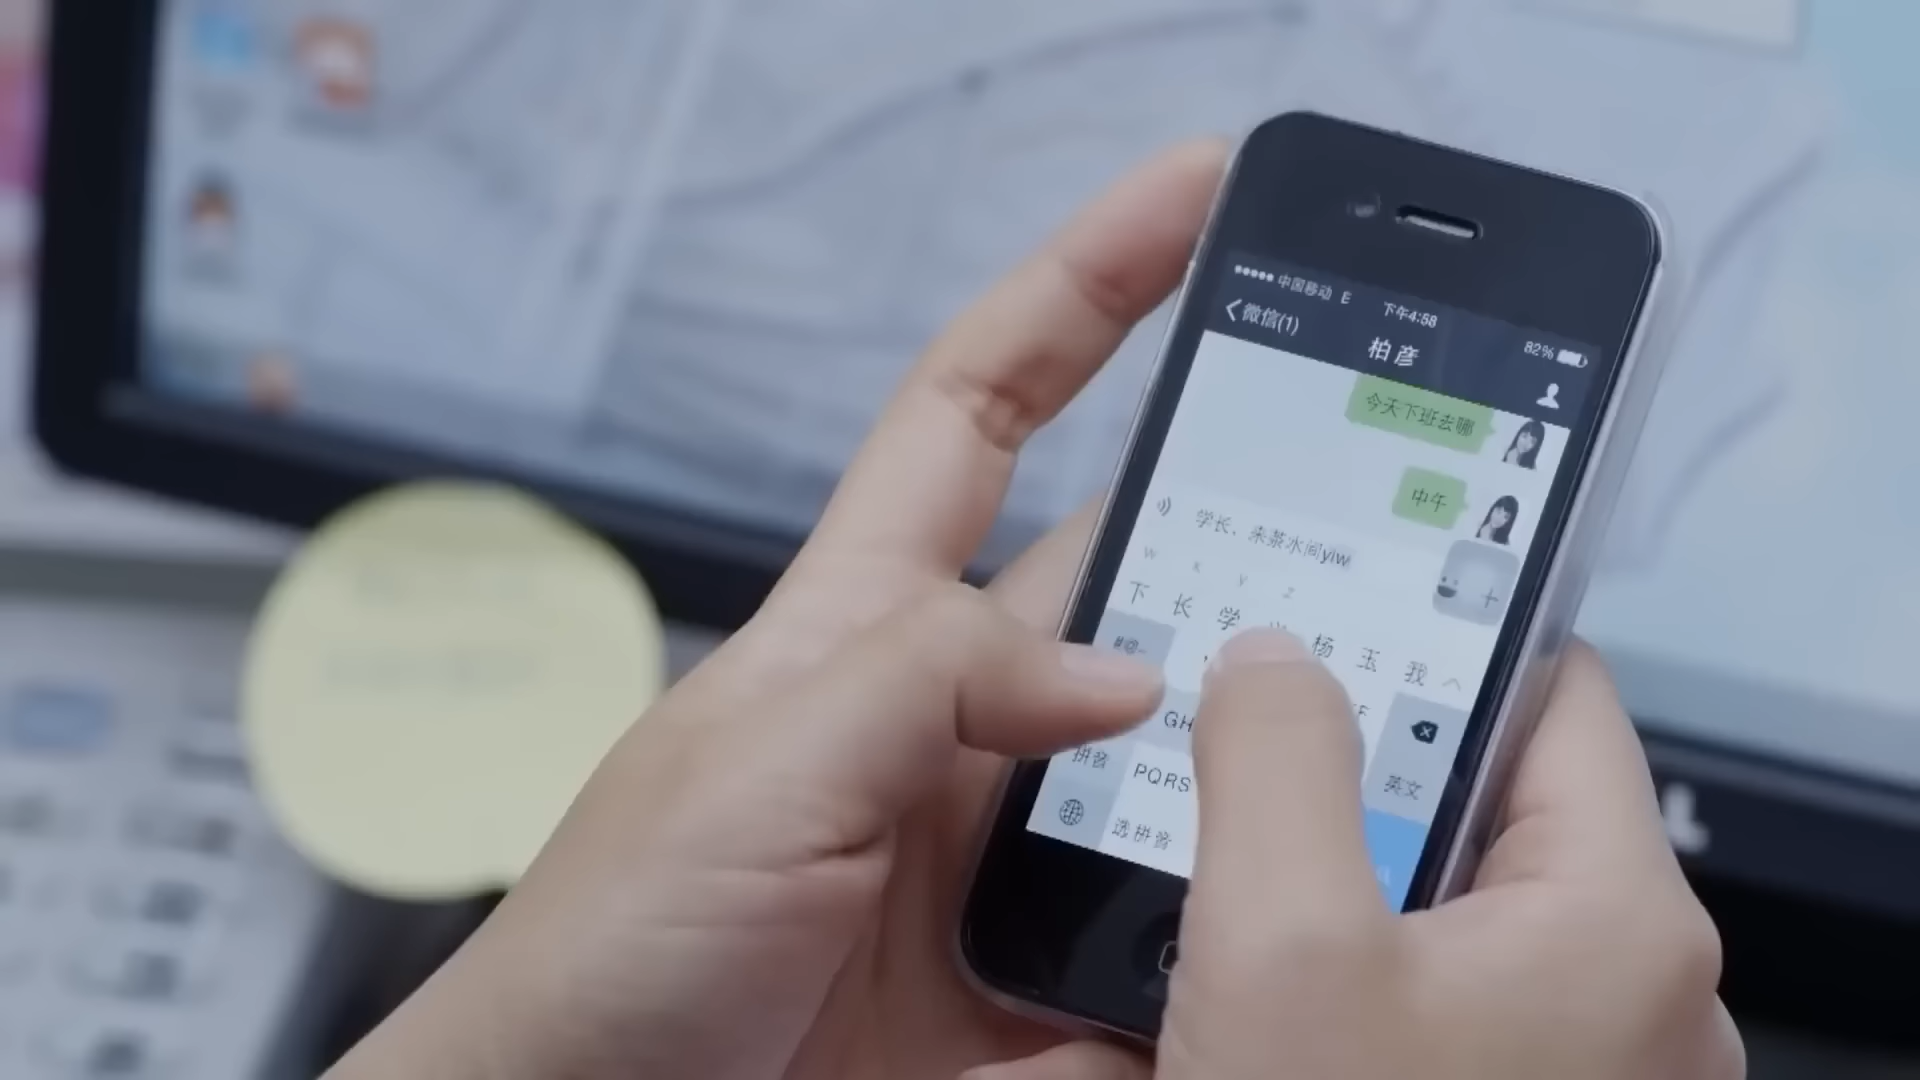 中国移动 E 下午4:58 82%
微信(1)
柏彦
今天下班去哪
中午
学长、来茶水间yiw
w x y z
下 长 学 杨 玉 我
#@~
GH
拼音 PQRS 英文
选拼音